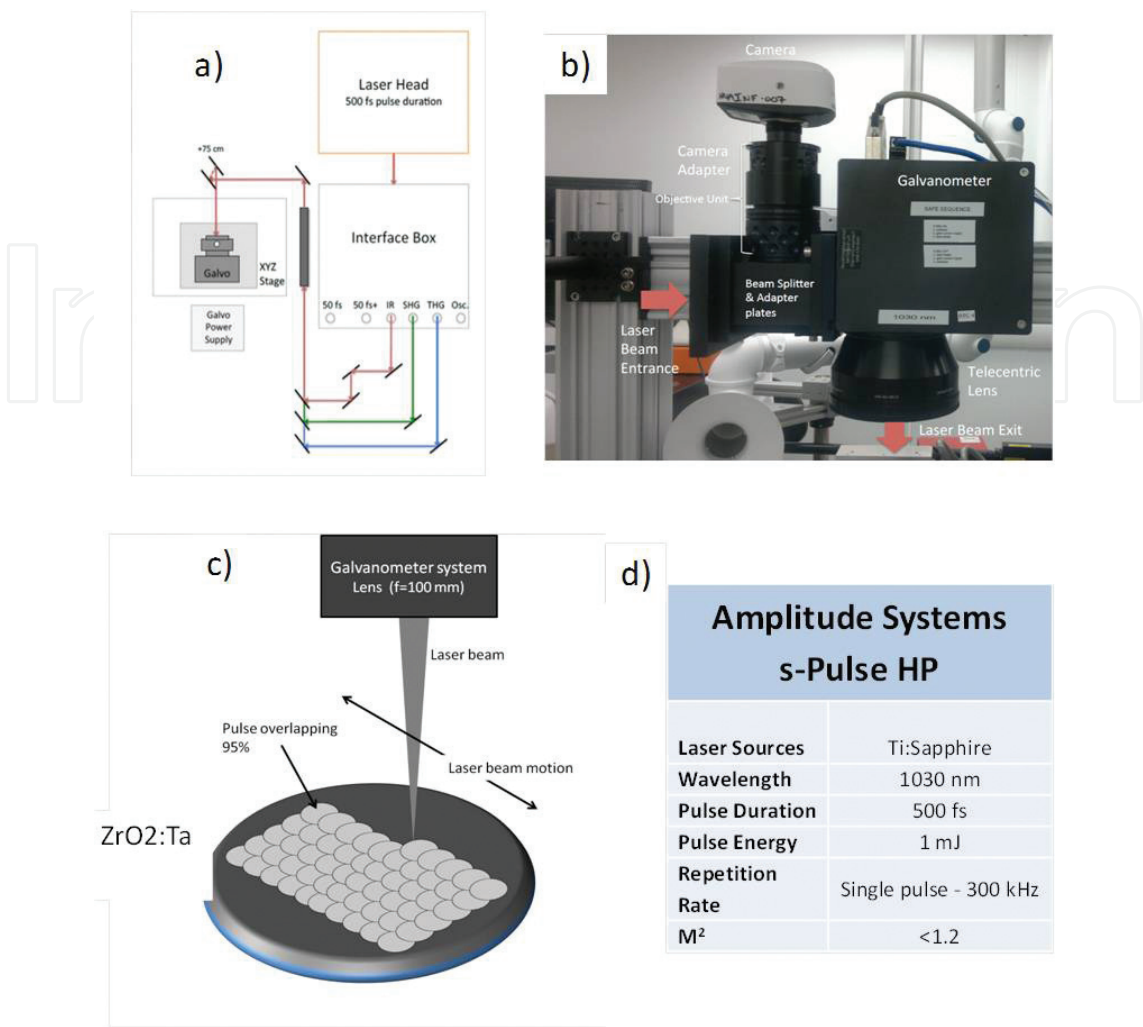 a)
Laser Head
500 fs pulse duration
+75 cm
Interface Box
Galvo
XYZ
Stage
Galvo
Power
Supply
50 fs 50 fs+ IR SHG THG Osc.
b)
Camera
Camera
Adapter
Objective Unit
Galvanometer
SAFE SEQUENCE
Beam Splitter
& Adapter
plates
1030 nm
Laser
Beam
Entrance
Telecentric
Lens
Laser Beam Exit
c)
Galvanometer system
Lens (f=100 mm)
Laser beam
Pulse overlapping
95%
Laser beam motion
ZrO2:Ta
d)
Amplitude Systems
s-Pulse HP
Laser Sources Ti:Sapphire
Wavelength 1030 nm
Pulse Duration 500 fs
Pulse Energy 1 mJ
Repetition
Rate Single pulse - 300 kHz
M² <1.2